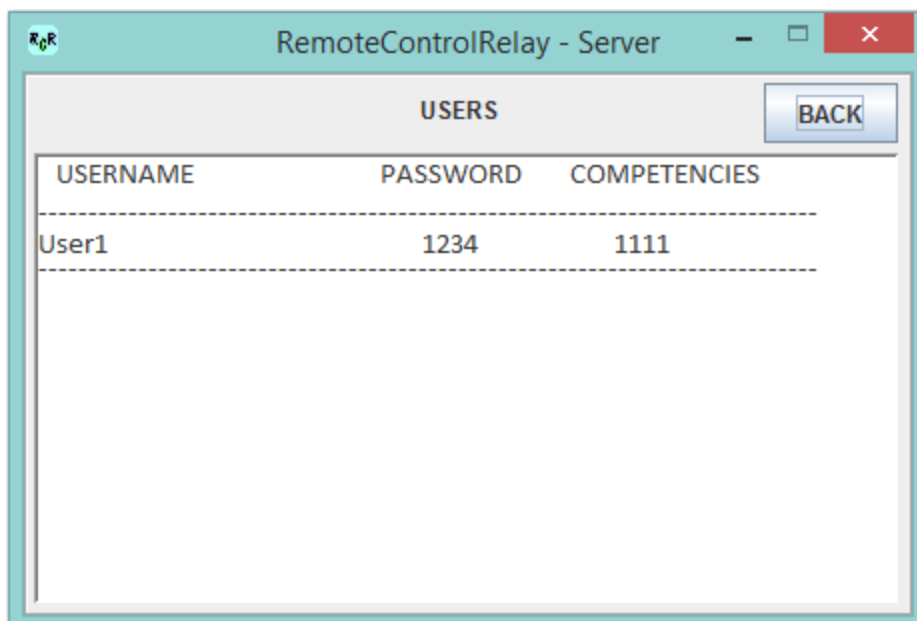 RCR RemoteControlRelay - Server
USERS BACK
USERNAME PASSWORD COMPETENCIES
------------------------------------------------------------------------------
User1 1234 1111
------------------------------------------------------------------------------